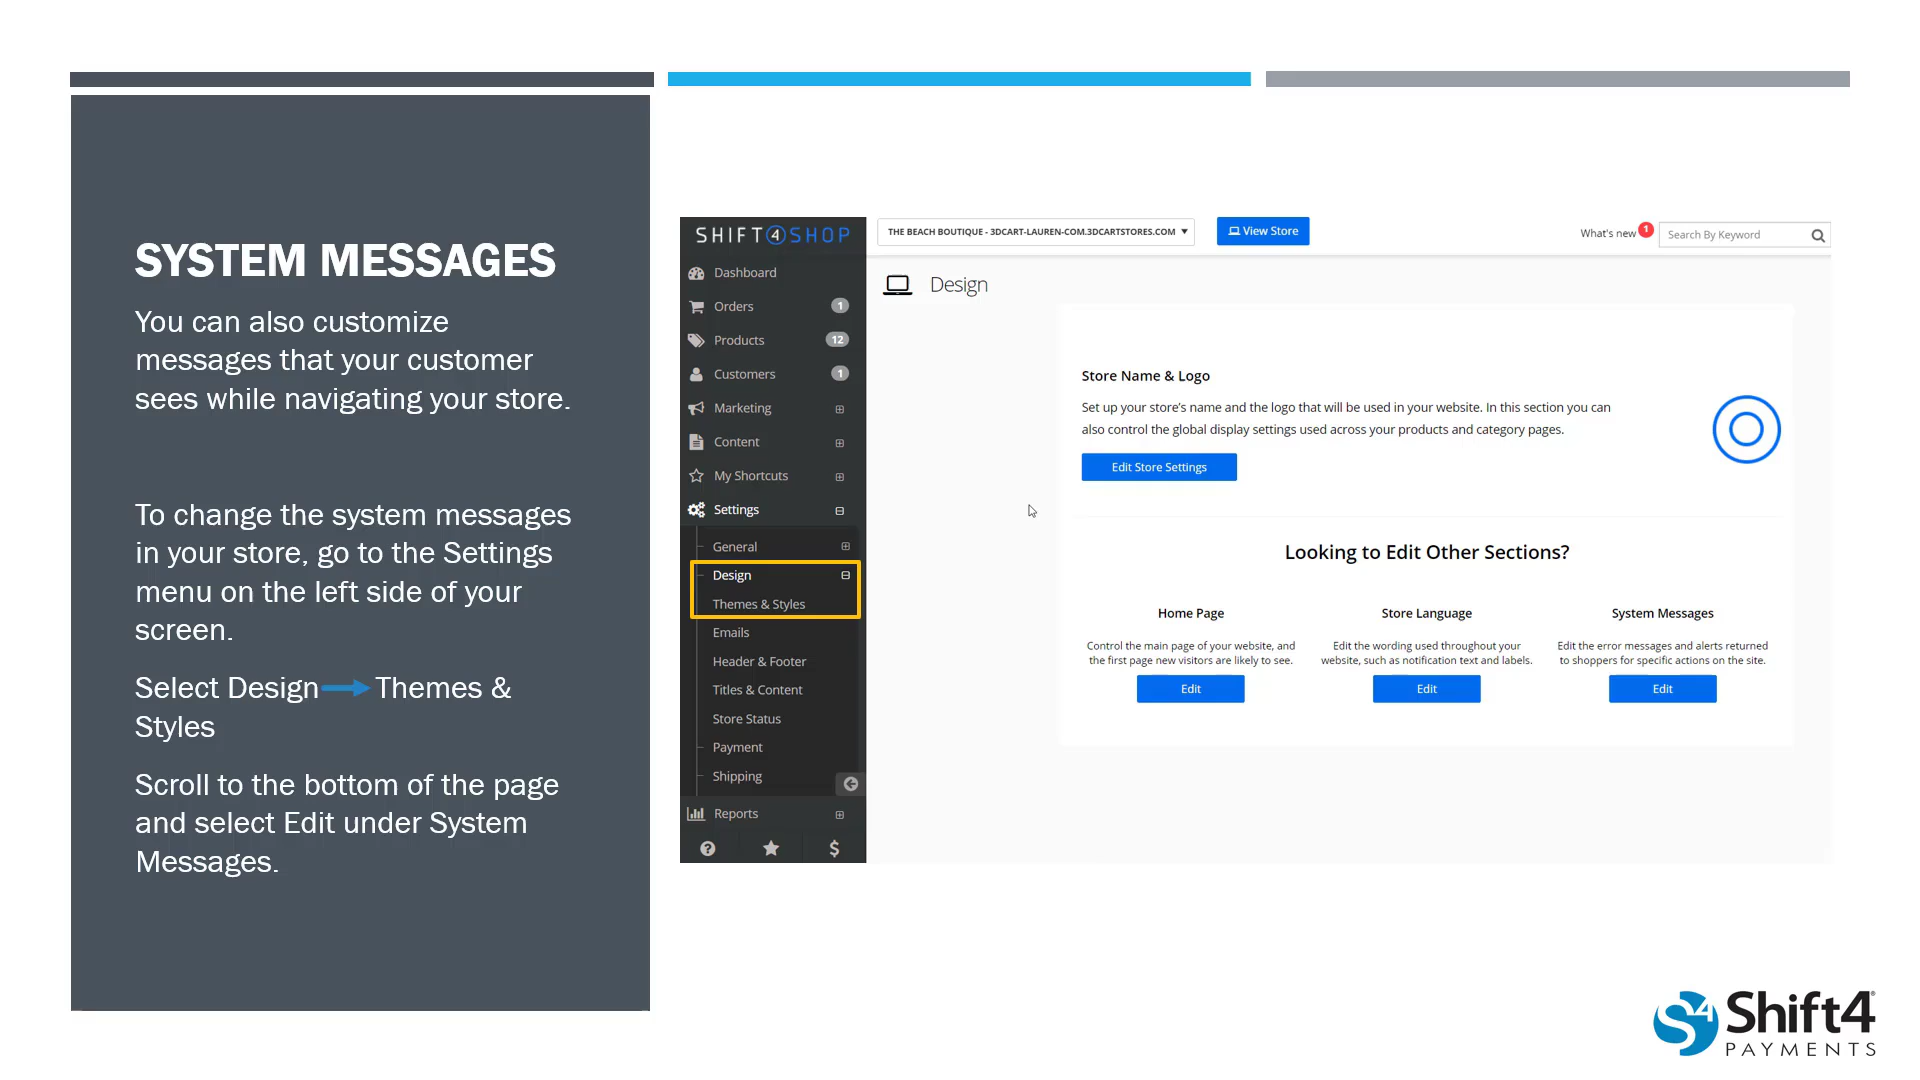 SYSTEM MESSAGES
You can also customize
messages that your customer
sees while navigating your store.
To change the system messages
in your store, go to the Settings
menu on the left side of your
screen.
Select Design Themes &
Styles
Scroll to the bottom of the page
and select Edit under System
Messages.
SHIFT4SHOP
THE BEACH BOUTIQUE - 3DCART-LAUREN-COM.3DCARTSTORES.COM
View Store
What's new 1
Search By Keyword
Dashboard
Orders 1
Products 12
Customers 1
Marketing
Content
My Shortcuts
Settings
General
Design
Themes & Styles
Emails
Header & Footer
Titles & Content
Store Status
Payment
Shipping
Reports
Design
Store Name & Logo
Set up your store's name and the logo that will be used in your website. In this section you can
also control the global display settings used across your products and category pages.
Edit Store Settings
Looking to Edit Other Sections?
Home Page
Control the main page of your website, and
the first page new visitors are likely to see.
Edit
Store Language
Edit the wording used throughout your
website, such as notification text and labels.
Edit
System Messages
Edit the error messages and alerts returned
to shoppers for specific actions on the site.
Edit
S4 Shift4®
PAYMENTS